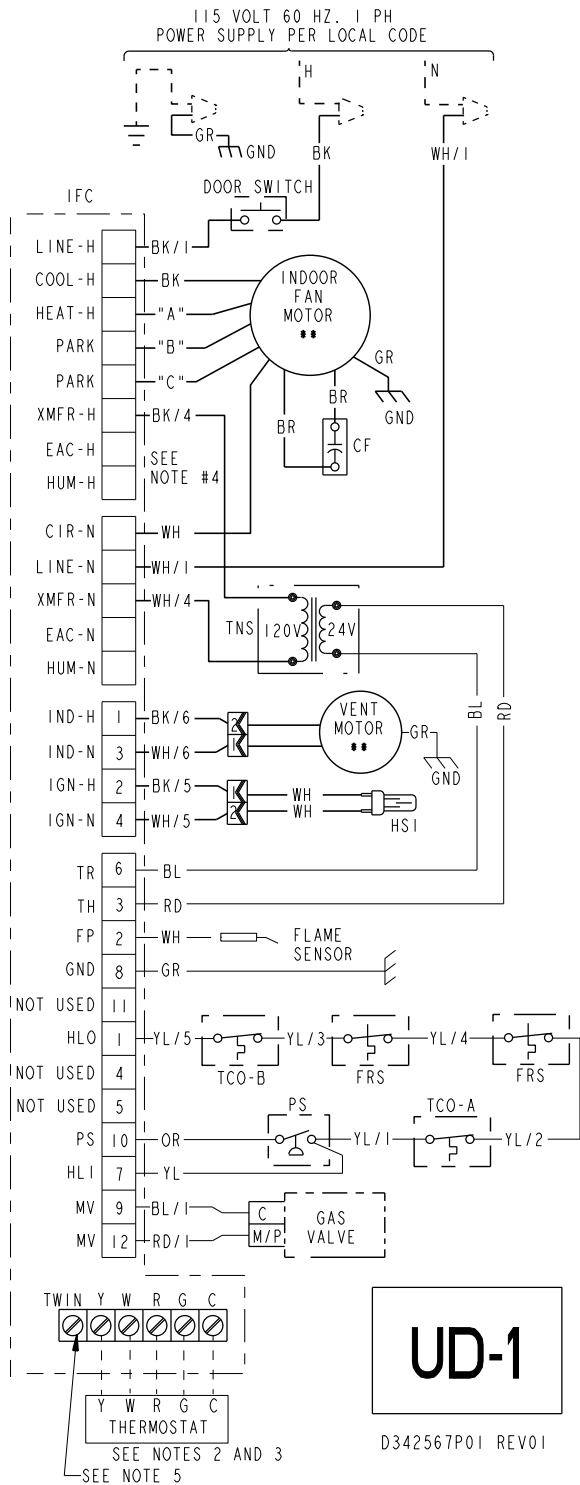 115 VOLT 60 HZ. 1 PH
POWER SUPPLY PER LOCAL CODE
H
N
GR
GND
BK
WH/1
DOOR SWITCH
IFC
LINE-H BK/1
COOL-H BK
HEAT-H "A"
PARK "B"
PARK "C"
XMFR-H BK/4
EAC-H
HUM-H
SEE
NOTE #4
INDOOR
FAN
MOTOR
**
GR
GND
BR
BR
CF
CIR-N WH
LINE-N WH/1
XMFR-N WH/4
EAC-N
HUM-N
TNS 120V 24V
BL
RD
IND-H 1 BK/6 2
IND-N 3 WH/6 1
IGN-H 2 BK/5 1 WH
IGN-N 4 WH/5 2 WH
VENT
MOTOR
**
GR
GND
HSI
TR 6 BL
TH 3 RD
FP 2 WH FLAME
SENSOR
GND 8 GR
NOT USED 11
HLO 1 YL/5 YL/3 YL/4
TCO-B FRS FRS
NOT USED 4
NOT USED 5
PS TCO-A
PS 10 OR YL/1 YL/2
HLI 7 YL
MV 9 BL/1 C
MV 12 RD/1 M/P
GAS
VALVE
TWIN Y W R G C
Y W R G C
THERMOSTAT
SEE NOTES 2 AND 3
SEE NOTE 5
UD-1
D342567P01 REV01